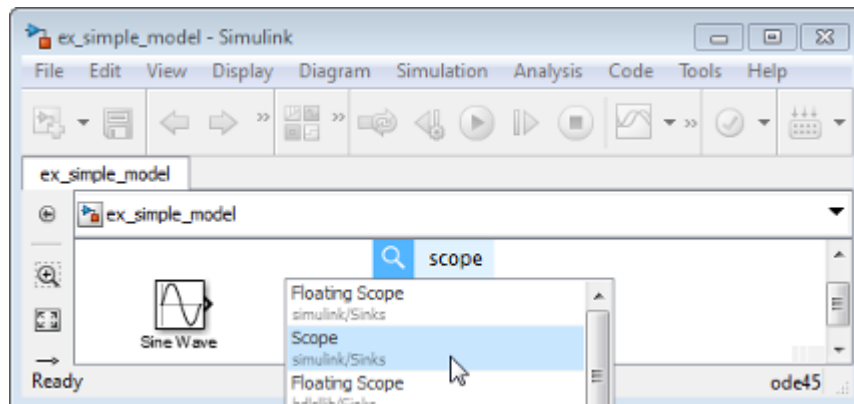 ex_simple_model - Simulink
File Edit View Display Diagram Simulation Analysis Code Tools Help
ex_simple_model
ex_simple_model
scope
Floating Scope
simulink/Sinks
Scope
simulink/Sinks
Floating Scope
Sine Wave
Ready
ode45